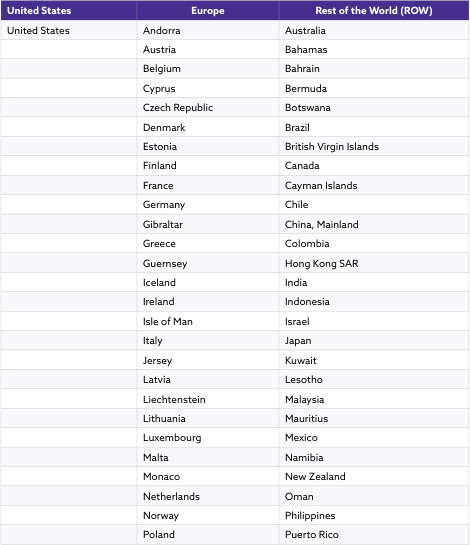 United States Europe Rest of the World (ROW)
United States Andorra Australia
Austria Bahamas
Belgium Bahrain
Cyprus Bermuda
Czech Republic Botswana
Denmark Brazil
Estonia British Virgin Islands
Finland Canada
France Cayman Islands
Germany Chile
Gibraltar China, Mainland
Greece Colombia
Guernsey Hong Kong SAR
Iceland India
Ireland Indonesia
Isle of Man Israel
Italy Japan
Jersey Kuwait
Latvia Lesotho
Liechtenstein Malaysia
Lithuania Mauritius
Luxembourg Mexico
Malta Namibia
Monaco New Zealand
Netherlands Oman
Norway Philippines
Poland Puerto Rico